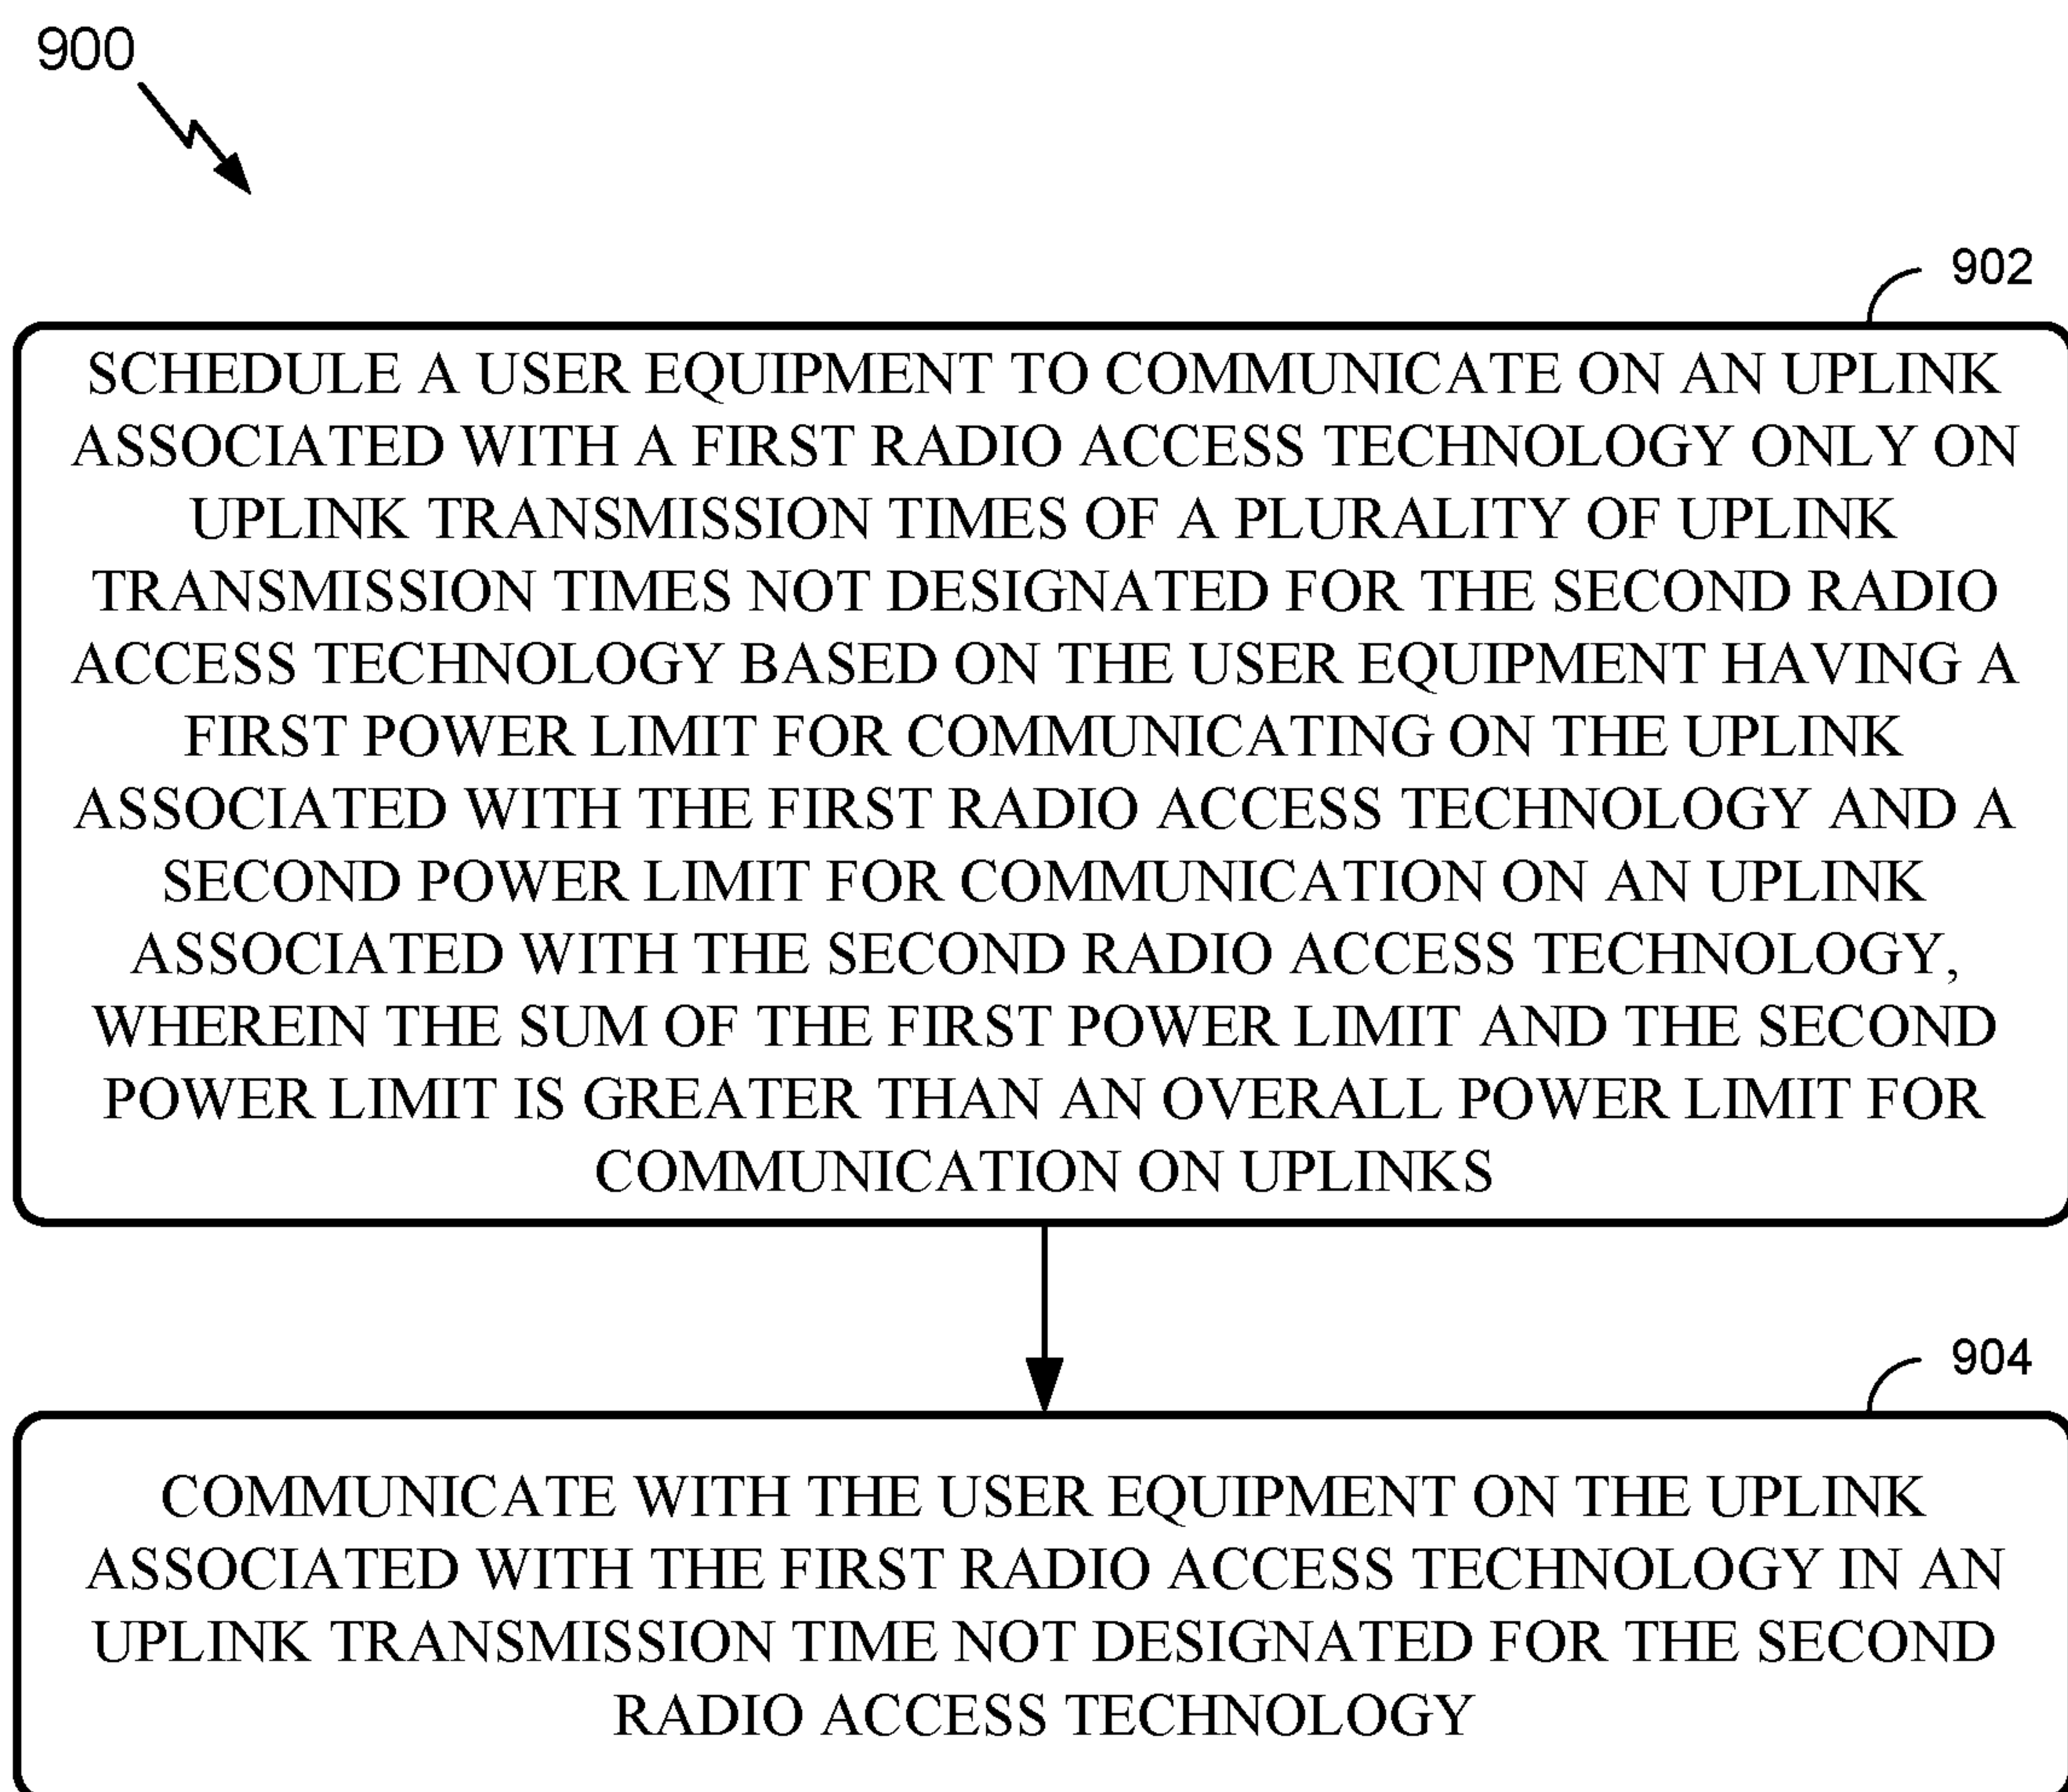 900
902
SCHEDULE A USER EQUIPMENT TO COMMUNICATE ON AN UPLINK
ASSOCIATED WITH A FIRST RADIO ACCESS TECHNOLOGY ONLY ON
UPLINK TRANSMISSION TIMES OF A PLURALITY OF UPLINK
TRANSMISSION TIMES NOT DESIGNATED FOR THE SECOND RADIO
ACCESS TECHNOLOGY BASED ON THE USER EQUIPMENT HAVING A
FIRST POWER LIMIT FOR COMMUNICATING ON THE UPLINK
ASSOCIATED WITH THE FIRST RADIO ACCESS TECHNOLOGY AND A
SECOND POWER LIMIT FOR COMMUNICATION ON AN UPLINK
ASSOCIATED WITH THE SECOND RADIO ACCESS TECHNOLOGY,
WHEREIN THE SUM OF THE FIRST POWER LIMIT AND THE SECOND
POWER LIMIT IS GREATER THAN AN OVERALL POWER LIMIT FOR
COMMUNICATION ON UPLINKS
904
COMMUNICATE WITH THE USER EQUIPMENT ON THE UPLINK
ASSOCIATED WITH THE FIRST RADIO ACCESS TECHNOLOGY IN AN
UPLINK TRANSMISSION TIME NOT DESIGNATED FOR THE SECOND
RADIO ACCESS TECHNOLOGY